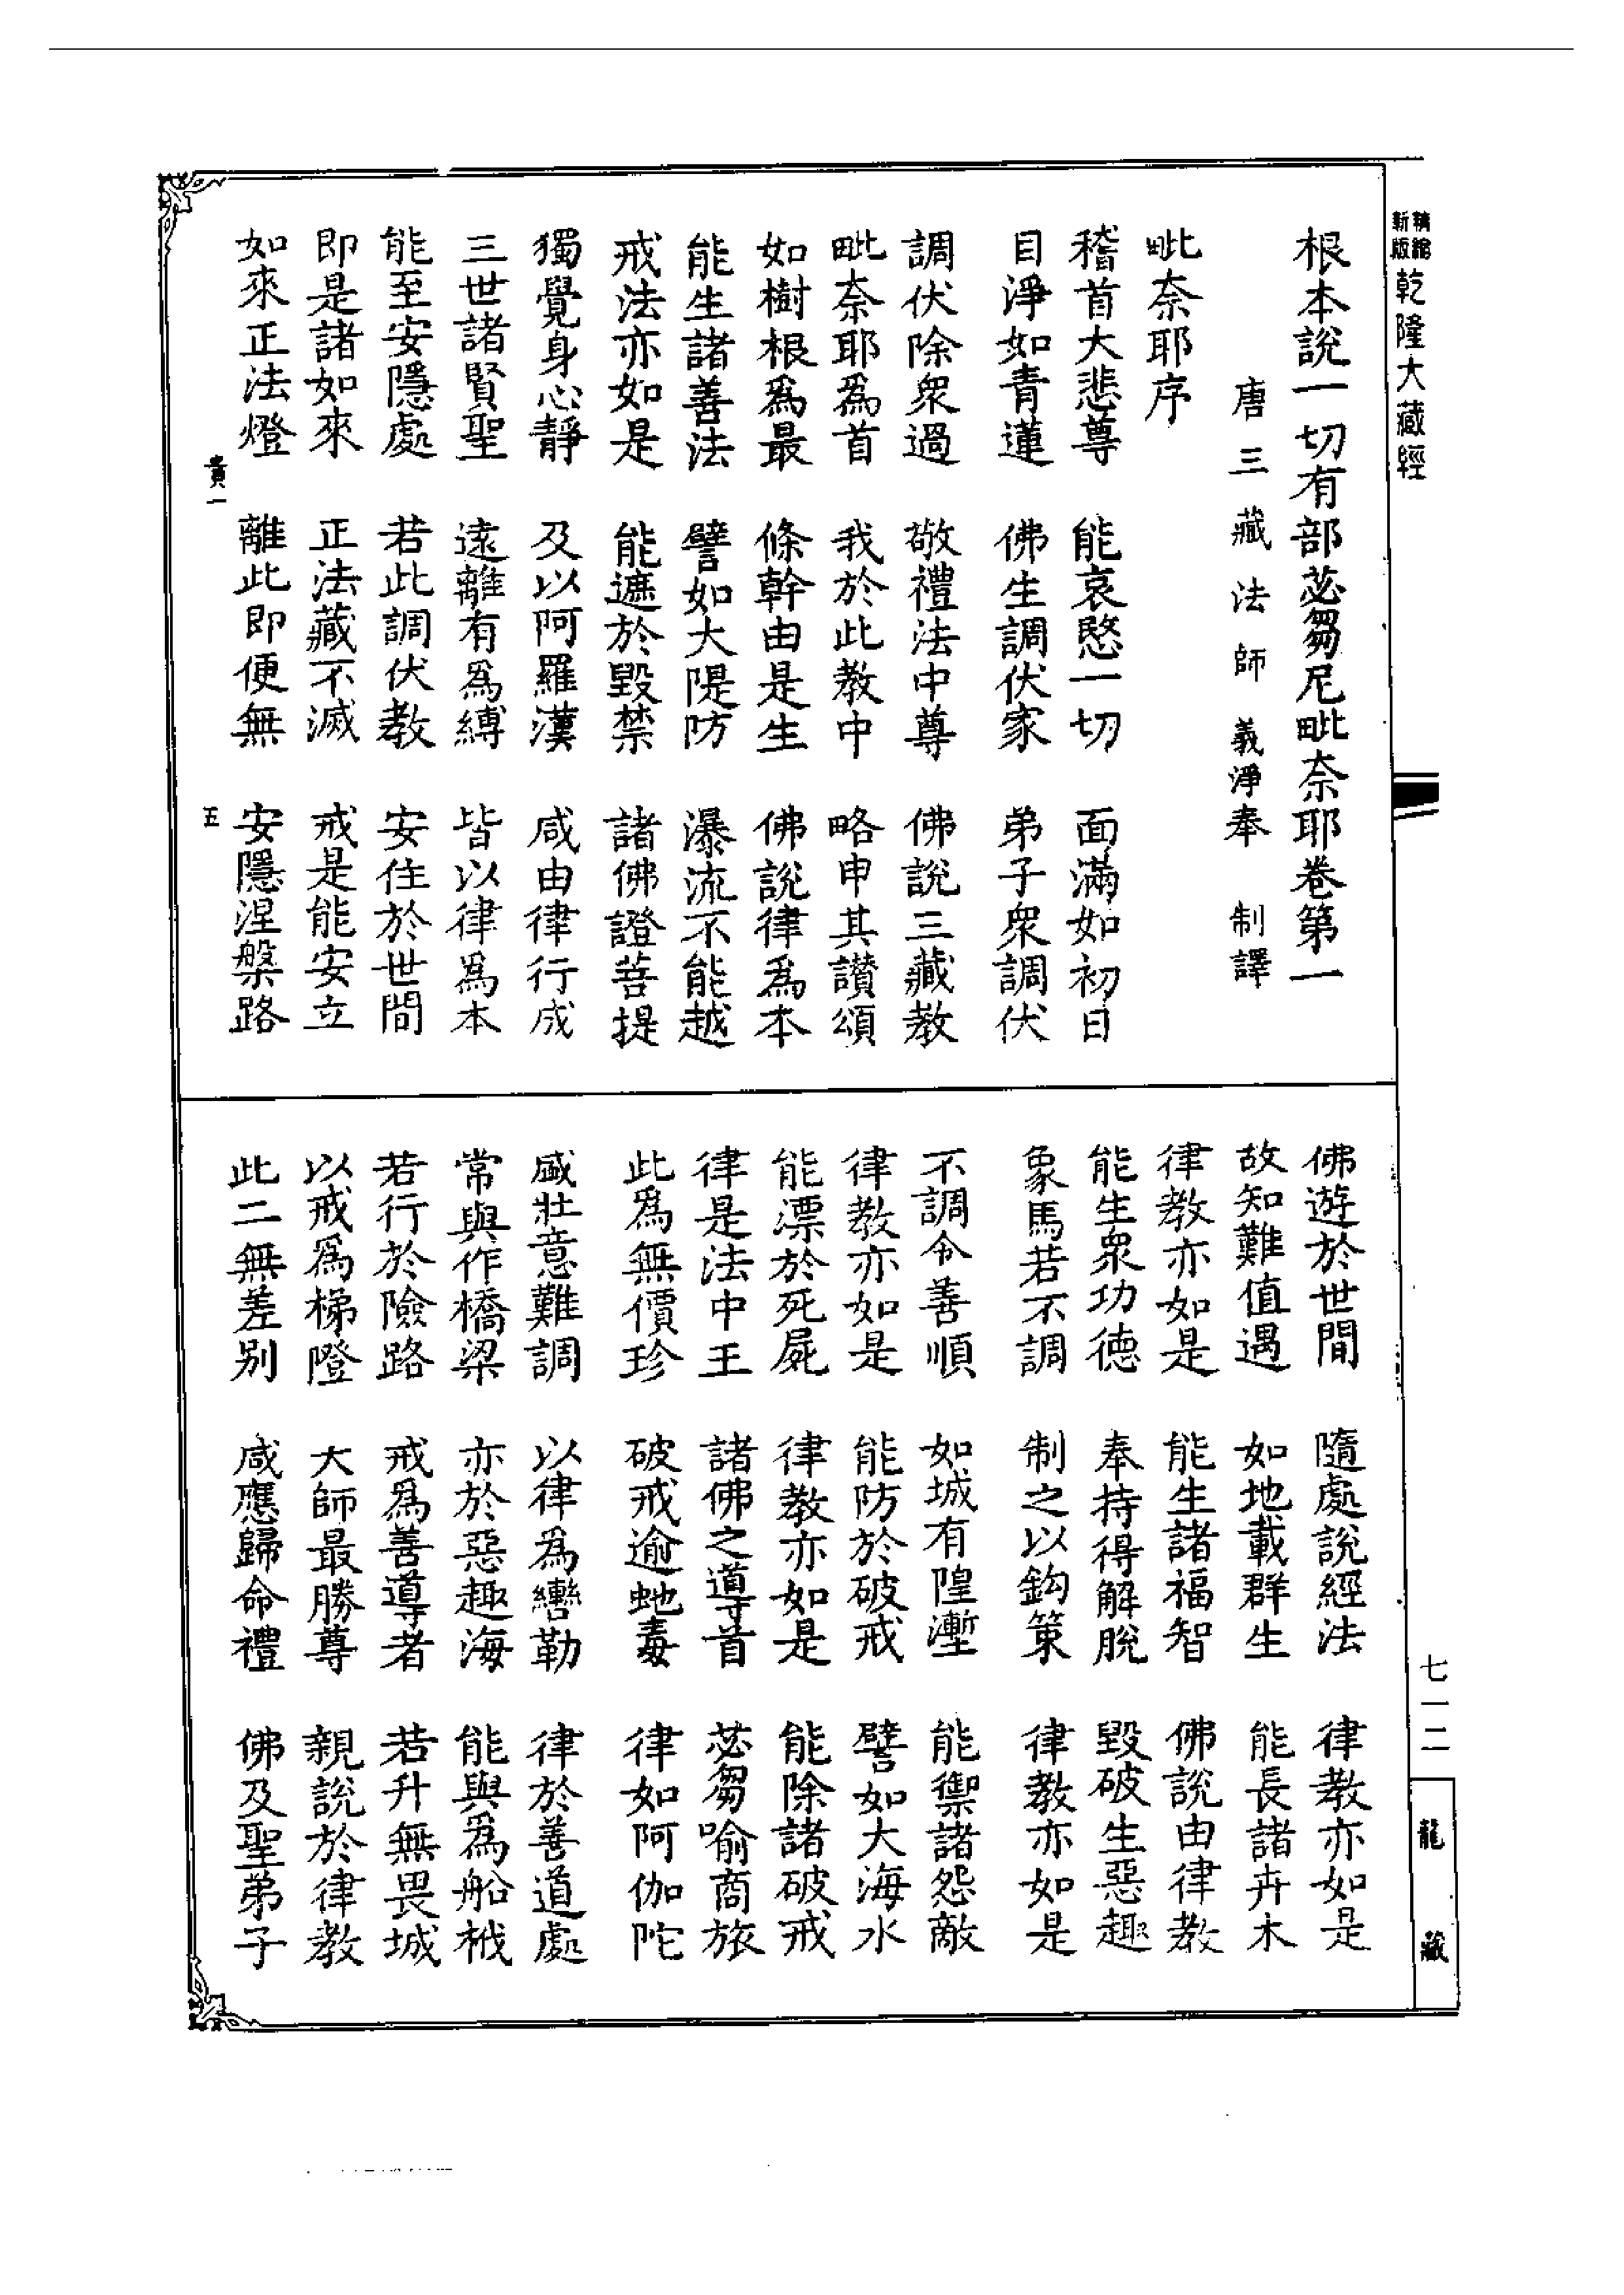 精縮新版乾隆大藏經
根本說一切有部苾芻尼毗奈耶卷第一
唐三藏法師義淨奉 制譯
毗奈耶序
稽首大悲尊 能哀愍一切 面滿如初日
目淨如青蓮 佛生調伏家 弟子眾調伏
調伏除眾過 敬禮法中尊 佛說三藏教
毗奈耶爲首 我於此教中 略申其讃頌
如樹根爲最 條幹由是生 佛說律爲本
能生諸善法 譬如大隄防 瀑流不能越
戒法亦如是 能遮於毀禁 諸佛證菩提
獨覺身心靜 及以阿羅漢 咸由律行成
三世諸賢聖 遠離有爲縛 皆以律爲本
能至安隱處 若此調伏教 安住於世間
即是諸如來 正法藏不滅 戒是能安立
如來正法燈 離此即便無 安隱涅槃路
貴一 五
佛遊於世間 隨處說經法 律教亦如是
故知難值遇 如地載群生 能長諸卉木
律教亦如是 能生諸福智 佛說由律教
能生眾功德 奉持得解脫 毀破生惡趣
象馬若不調 制之以鈎策 律教亦如是
不調令善順 如城有隍塹 能禦諸怨敵
律教亦如是 能防於破戒 譬如大海水
能漂於死屍 律教亦如是 能除諸破戒
律是法中王 諸佛之導首 苾芻喻商旅
此爲無價珍 破戒逾虵毒 律如阿伽陀
盛壯意難調 以律爲轡勒 律於善道處
常與作橋梁 亦於惡趣海 能與爲船栰
若行於險路 戒爲善導者 若升無畏城
以戒爲梯隥 大師最勝尊 親說於律教
此二無差別 咸應歸命禮 佛及聖弟子
七一二
龍藏